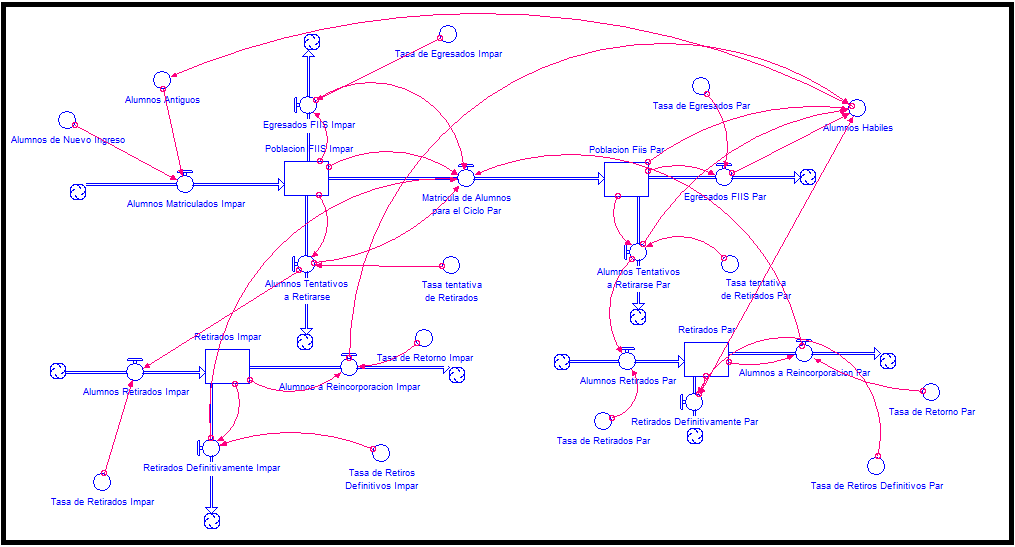 Tasa de Egresados Impar
Alumnos Antiguos
Tasa de Egresados Par
Egresados FIIS Impar
Alumnos Habiles
Alumnos de Nuevo Ingreso
Poblacion FIIS Impar
Poblacion Fiis Par
Alumnos Matriculados Impar
Matricula de Alumnos
para el Ciclo Par
Egresados FIIS Par
Alumnos Tentativos
a Retirarse
Tasa tentativa
de Retirados
Alumnos Tentativos
a Retirarse Par
Tasa tentativa
de Retirados Par
Retirados Impar
Retirados Par
Tasa de Retorno Impar
Alumnos Retirados Impar
Alumnos a Reincorporacion Impar
Alumnos Retirados Par
Alumnos a Reincorporacion Par
Tasa de Retorno Par
Retirados Definitivamente Par
Tasa de Retirados Par
Retirados Definitivamente Impar
Tasa de Retiros
Definitivos Impar
Tasa de Retiros Definitivos Par
Tasa de Retirados Impar